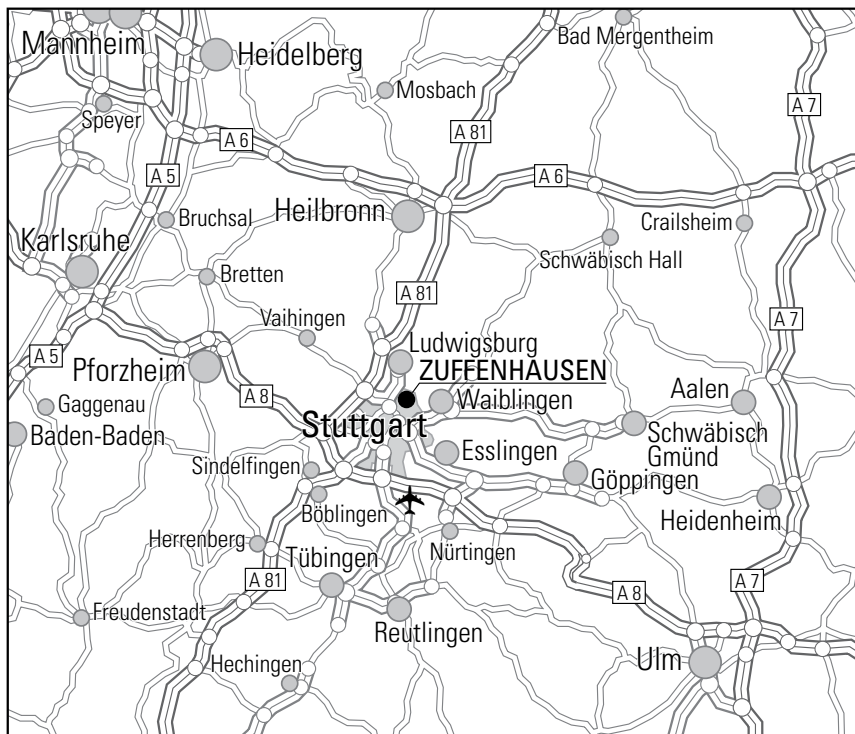 Mannheim
Heidelberg
Bad Mergentheim
Mosbach
Speyer
A 7
A 81
A 6
A 5
A 6
Bruchsal
Heilbronn
Crailsheim
Karlsruhe
Schwäbisch Hall
Bretten
A 81
Vaihingen
A 7
Ludwigsburg
A 5
Pforzheim
ZUFFENHAUSEN
Aalen
A 8
Waiblingen
Gaggenau
Stuttgart
Baden-Baden
Schwäbisch
Gmünd
Esslingen
Sindelfingen
Göppingen
Böblingen
Heidenheim
Herrenberg
Nürtingen
Tübingen
A 81
A 8
A 7
Freudenstadt
Reutlingen
Hechingen
Ulm